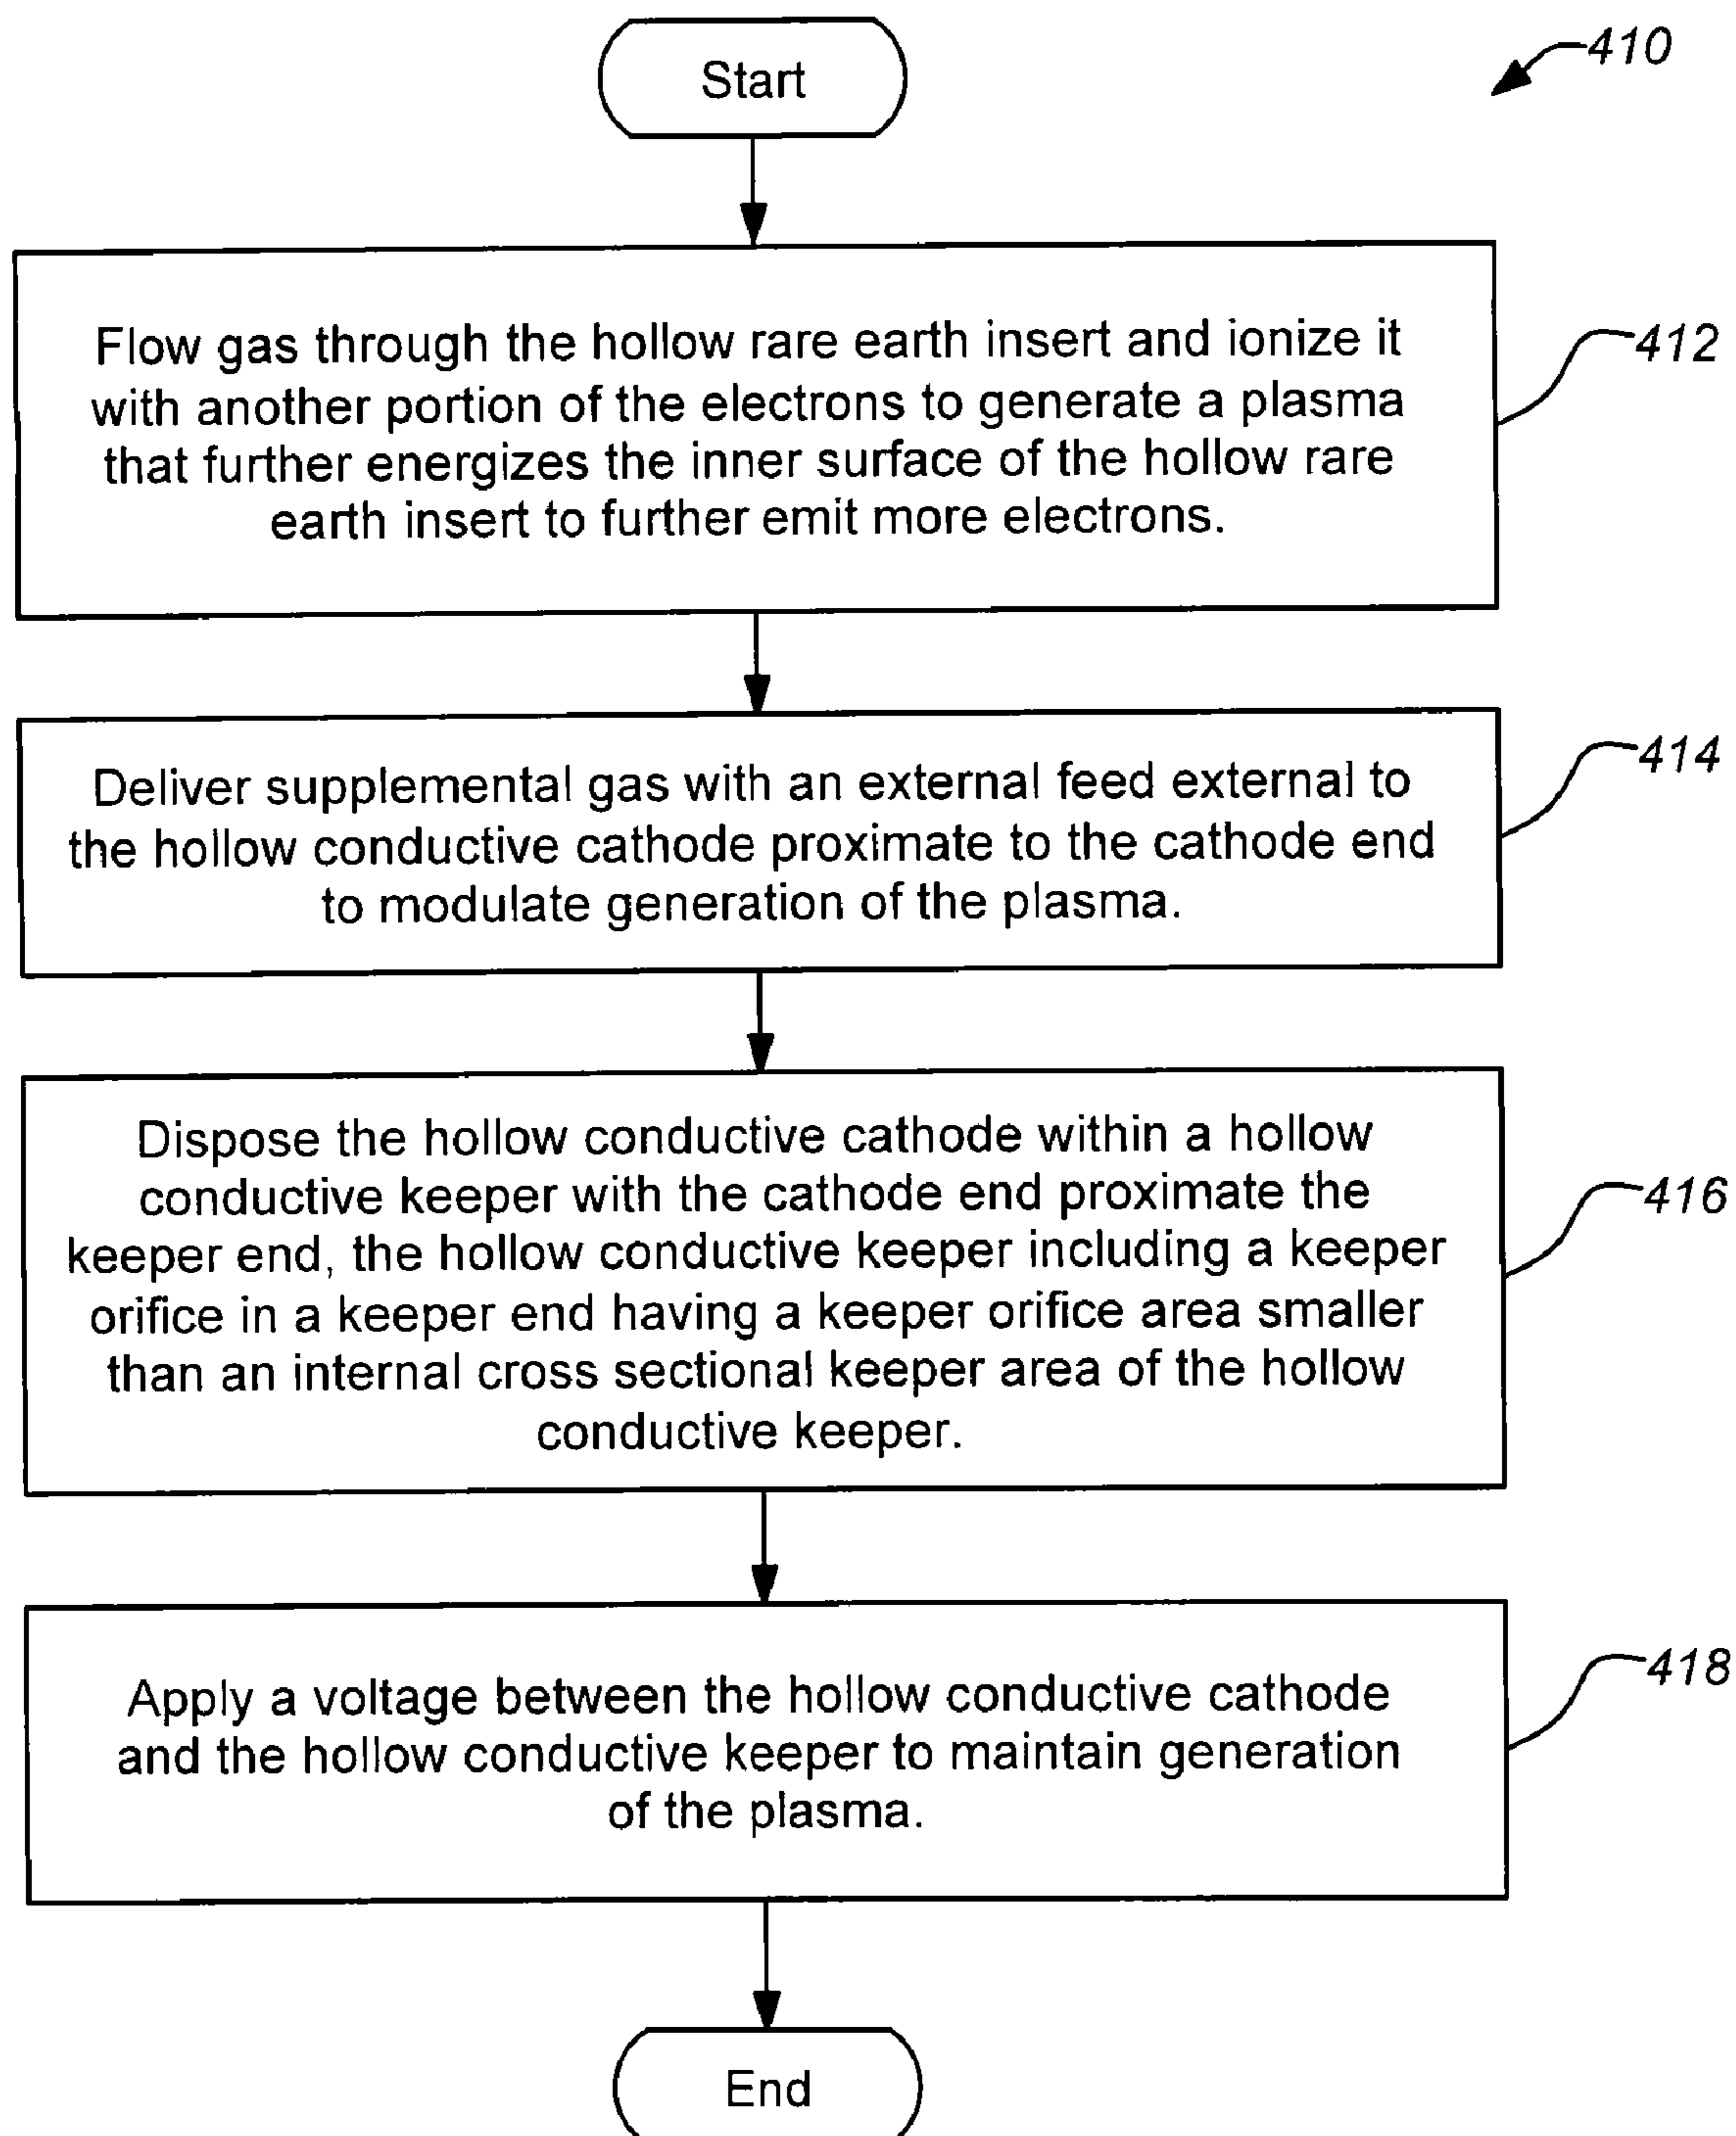 Start
410
Flow gas through the hollow rare earth insert and ionize it
with another portion of the electrons to generate a plasma
that further energizes the inner surface of the hollow rare
earth insert to further emit more electrons.
412
Deliver supplemental gas with an external feed external to
the hollow conductive cathode proximate to the cathode end
to modulate generation of the plasma.
414
Dispose the hollow conductive cathode within a hollow
conductive keeper with the cathode end proximate the
keeper end, the hollow conductive keeper including a keeper
orifice in a keeper end having a keeper orifice area smaller
than an internal cross sectional keeper area of the hollow
conductive keeper.
416
Apply a voltage between the hollow conductive cathode
and the hollow conductive keeper to maintain generation
of the plasma.
418
End